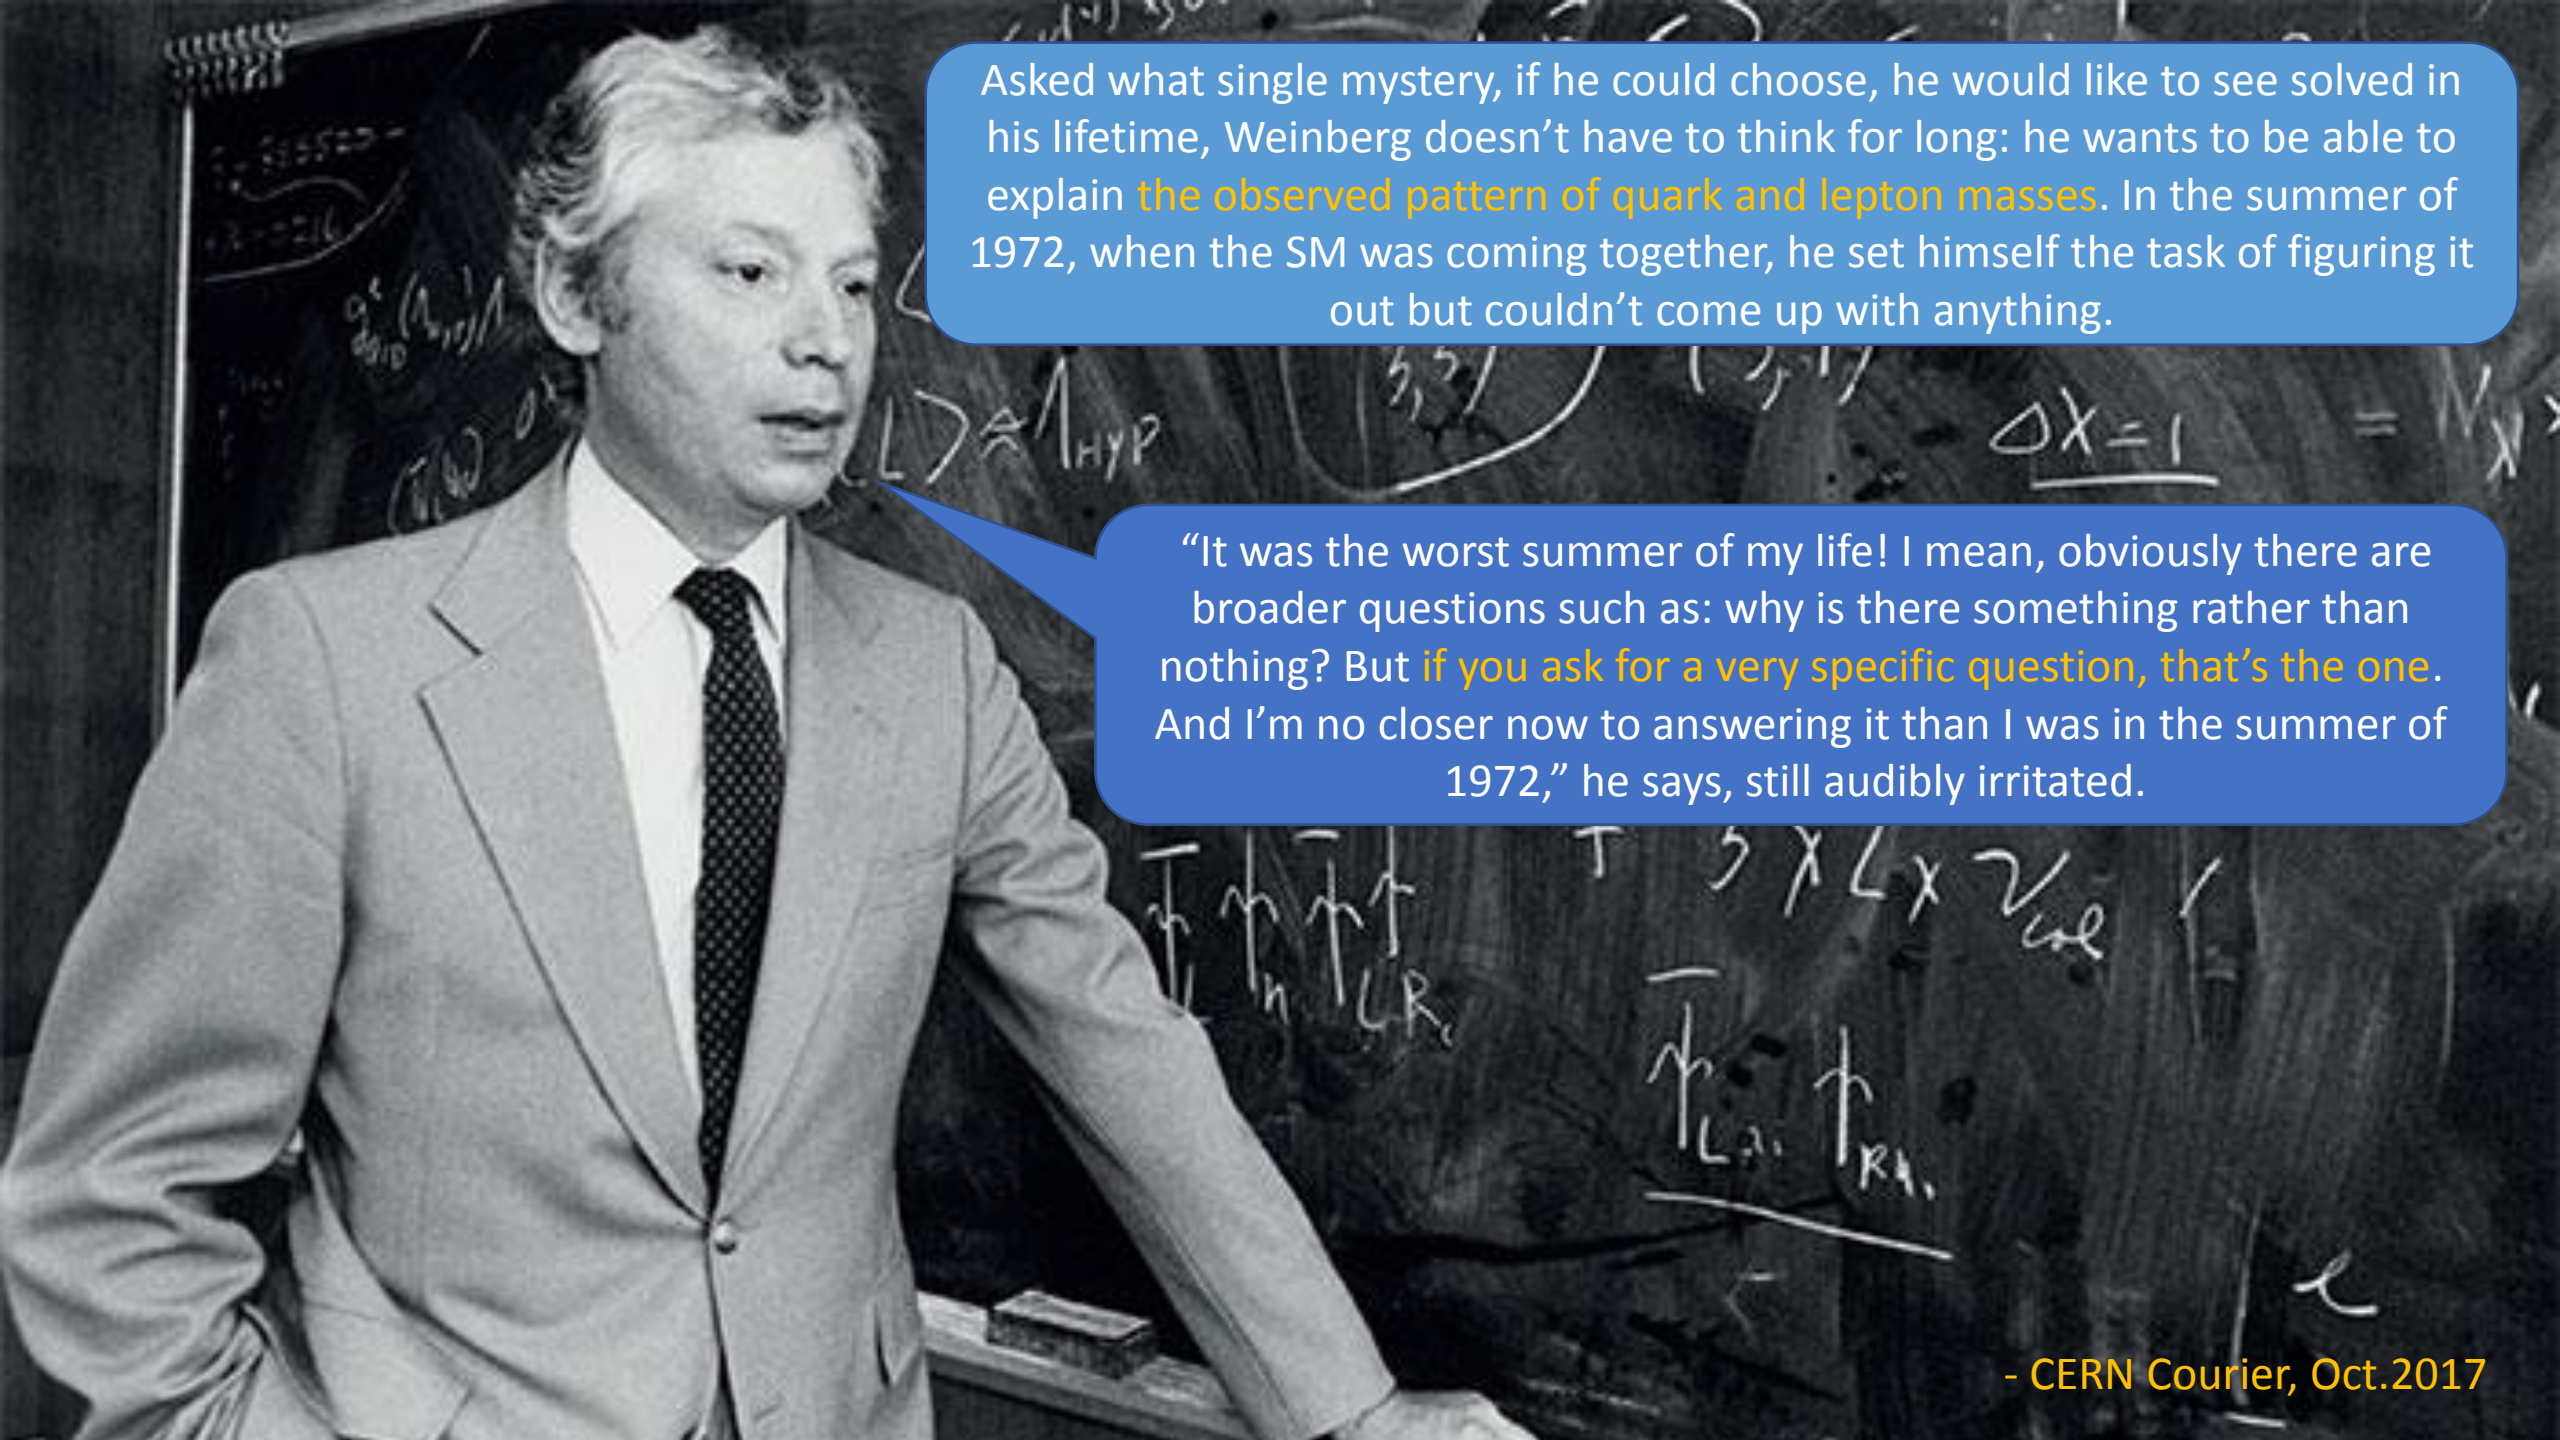 Asked what single mystery, if he could choose, he would like to see solved in
his lifetime, Weinberg doesn’t have to think for long: he wants to be able to
explain the observed pattern of quark and lepton masses. In the summer of
1972, when the SM was coming together, he set himself the task of figuring it
out but couldn’t come up with anything.
≈ Λ HYP
ΔX = 1
“It was the worst summer of my life! I mean, obviously there are
broader questions such as: why is there something rather than
nothing? But if you ask for a very specific question, that’s the one.
And I’m no closer now to answering it than I was in the summer of
1972,” he says, still audibly irritated.
- CERN Courier, Oct.2017